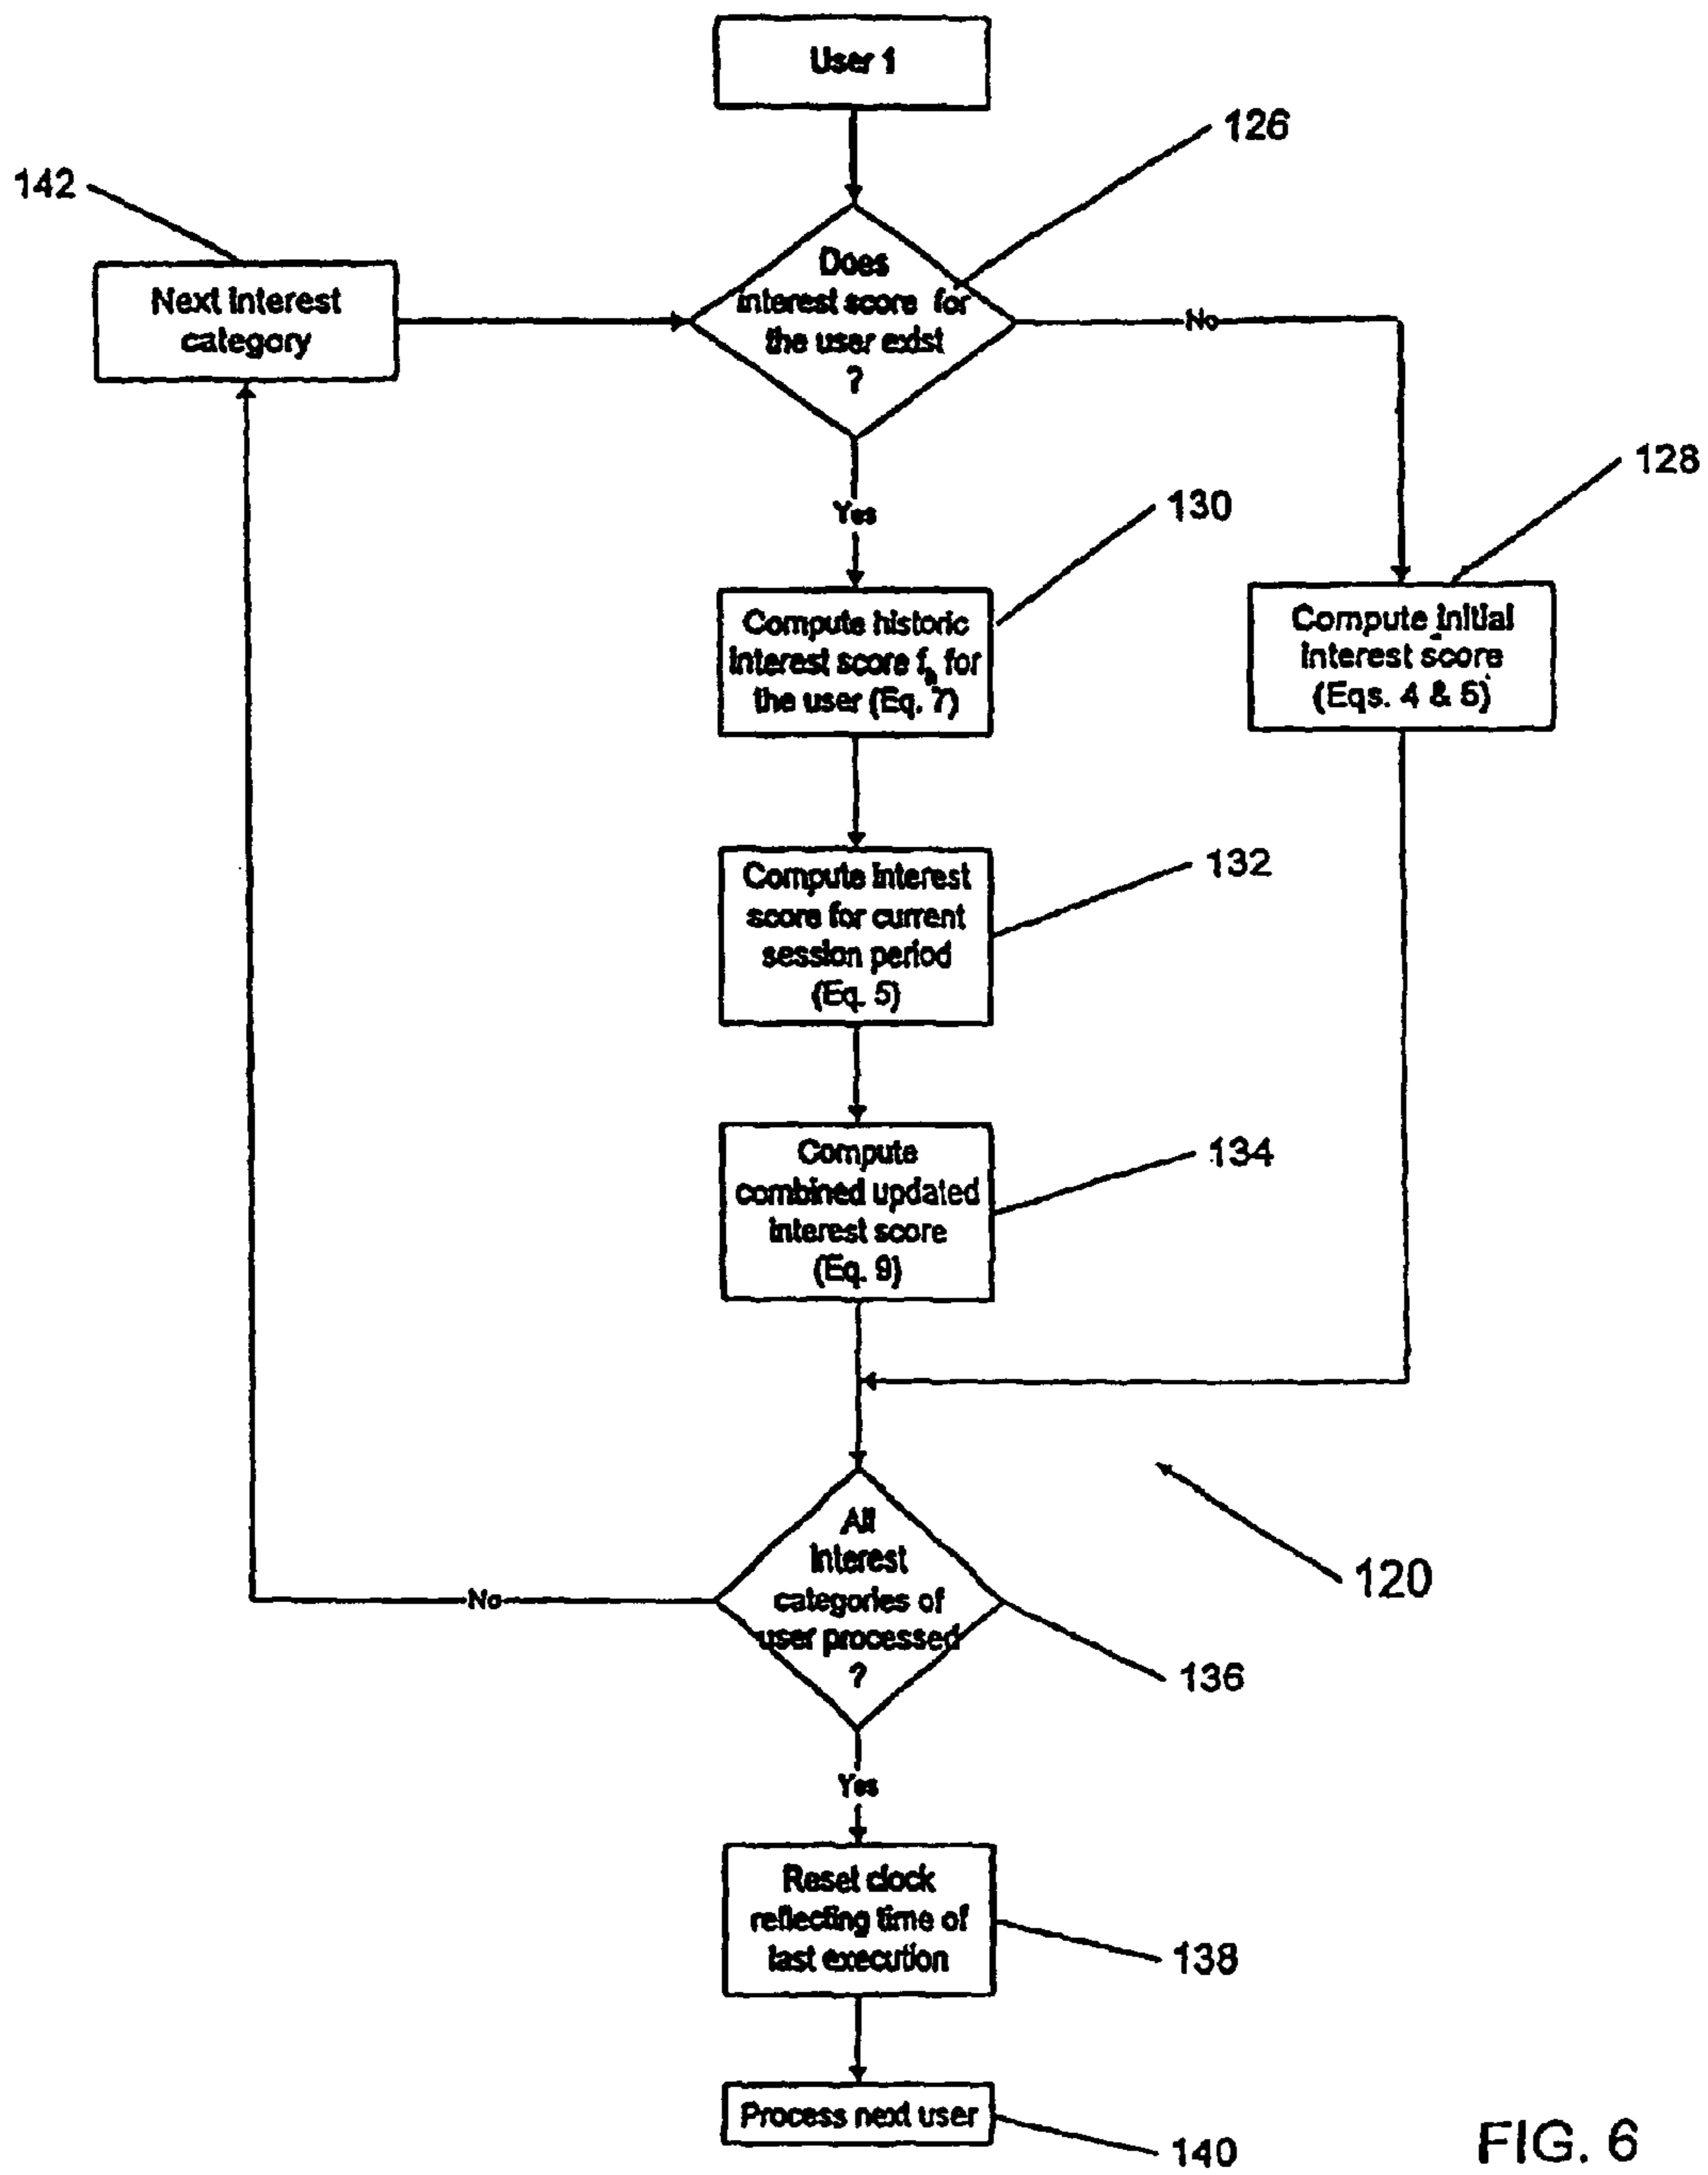 User 1
126
142
Does
interest score for
the user exist
?
Next interest
category
No
128
Yes
130
Compute historic
interest score fh for
the user (Eq. 7)
Compute initial
interest score
(Eqs. 4 & 5)
132
Compute interest
score for current
session period
(Eq. 5)
134
Compute
combined updated
interest score
(Eq. 9)
120
All
interest
categories of
user processed
?
No
136
Yes
Reset clock
reflecting time of
last execution
138
Process next user
140
FIG. 6